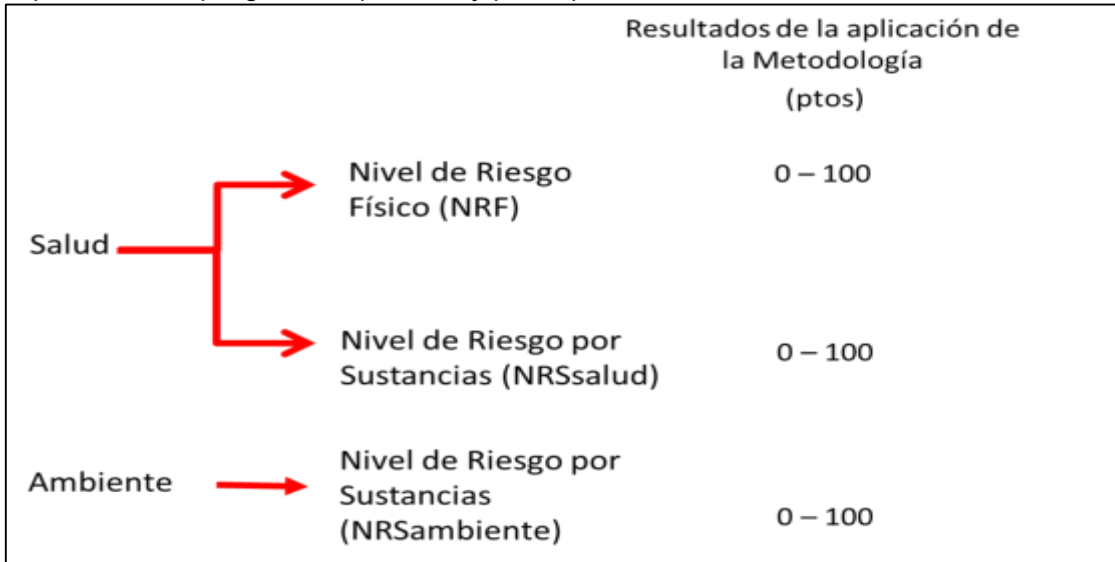 Resultados de la aplicación de
la Metodología
(ptos)
Salud
Nivel de Riesgo
Físico (NRF)
0 – 100
Nivel de Riesgo por
Sustancias (NRSsalud)
0 – 100
Ambiente
Nivel de Riesgo por
Sustancias
(NRSambiente)
0 – 100